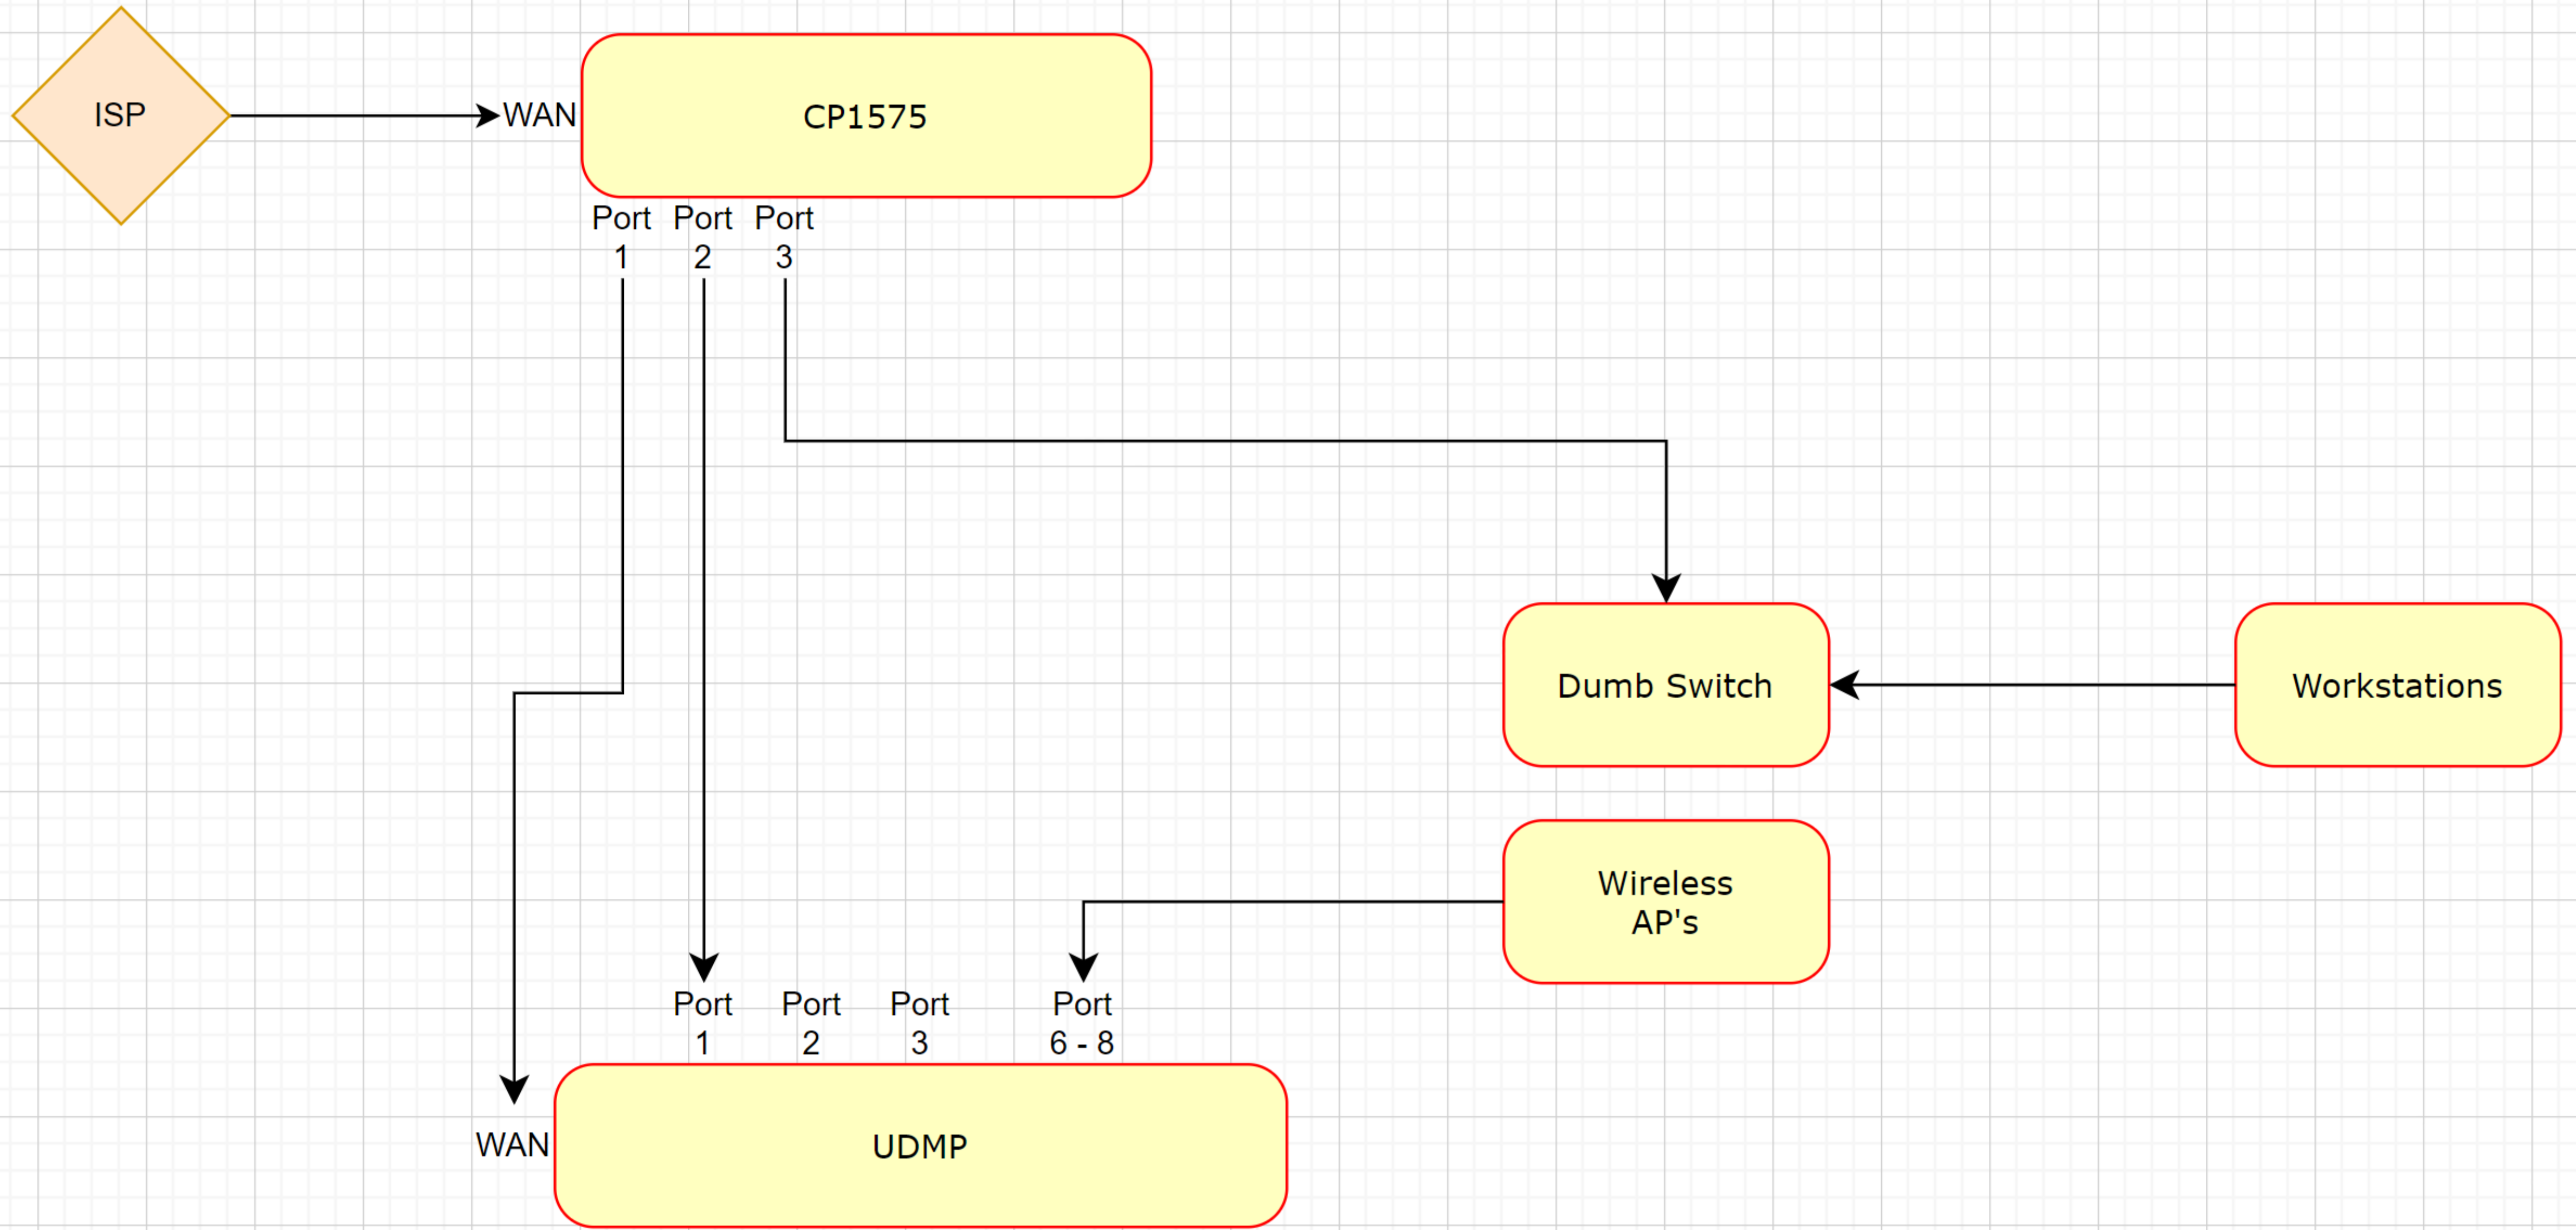 ISP
WAN
CP1575
Port
1
Port
2
Port
3
Dumb Switch
Workstations
Wireless
AP's
Port
1
Port
2
Port
3
Port
6 - 8
WAN
UDMP